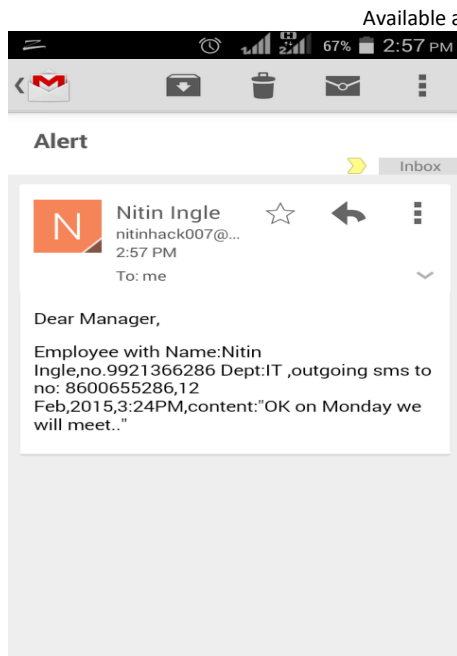 Available a
67% 2:57 PM
Alert
Inbox
N
Nitin Ingle
nitinhack007@...
2:57 PM
To: me
Dear Manager,
Employee with Name:Nitin
Ingle,no.9921366286 Dept:IT ,outgoing sms to
no: 8600655286,12
Feb,2015,3:24PM,content:"OK on Monday we
will meet.."